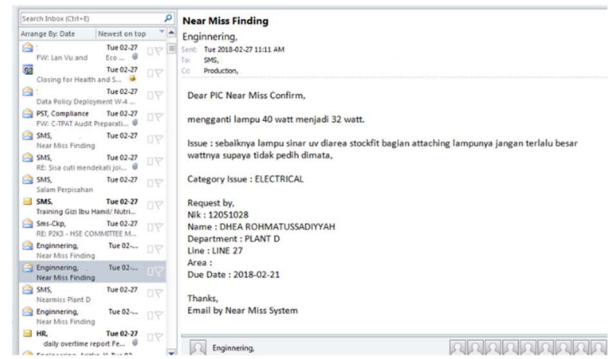 Search Inbox (Ctrl+E)
Arrange By: Date Newest on top
Tue 02-27
FW: Lan Vu and Eco ...
Tue 02-27
Closing for Health and S...
Tue 02-27
Data Policy Deployment W-4 ...
PST, Compliance Tue 02-27
FW: C-TPAT Audit Preparati...
SMS, Tue 02-27
Near Miss Finding
SMS, Tue 02-27
RE: Sisa cuti mendekati joi...
SMS, Tue 02-27
Salam Perpisahan
SMS, Tue 02-27
Training Gizi Ibu Hamil/ Nutri...
Sms-Ckp, Tue 02-27
RE: P2K3 - HSE COMMITTEE M...
Enginnering, Tue 02-...
Near Miss Finding
Enginnering, Tue 02-...
Near Miss Finding
SMS, Tue 02-27
Nearmiss Plant D
Enginnering, Tue 02-...
Near Miss Finding
HR, Tue 02-27
daily overtime report Fe...
Near Miss Finding
Enginnering,
Sent: Tue 2018-02-27 11:11 AM
To: SMS,
Cc: Production,
Dear PIC Near Miss Confirm,
mengganti lampu 40 watt menjadi 32 watt.
Issue : sebaiknya lampu sinar uv diarea stockfit bagian attaching lampunya jangan terlalu besar
wattnya supaya tidak pedih dimata,
Category Issue : ELECTRICAL
Request by,
Nik : 12051028
Name : DHEA ROHMATUSSADIYYAH
Department : PLANT D
Line : LINE 27
Area :
Due Date : 2018-02-21
Thanks,
Email by Near Miss System
Enginnering,